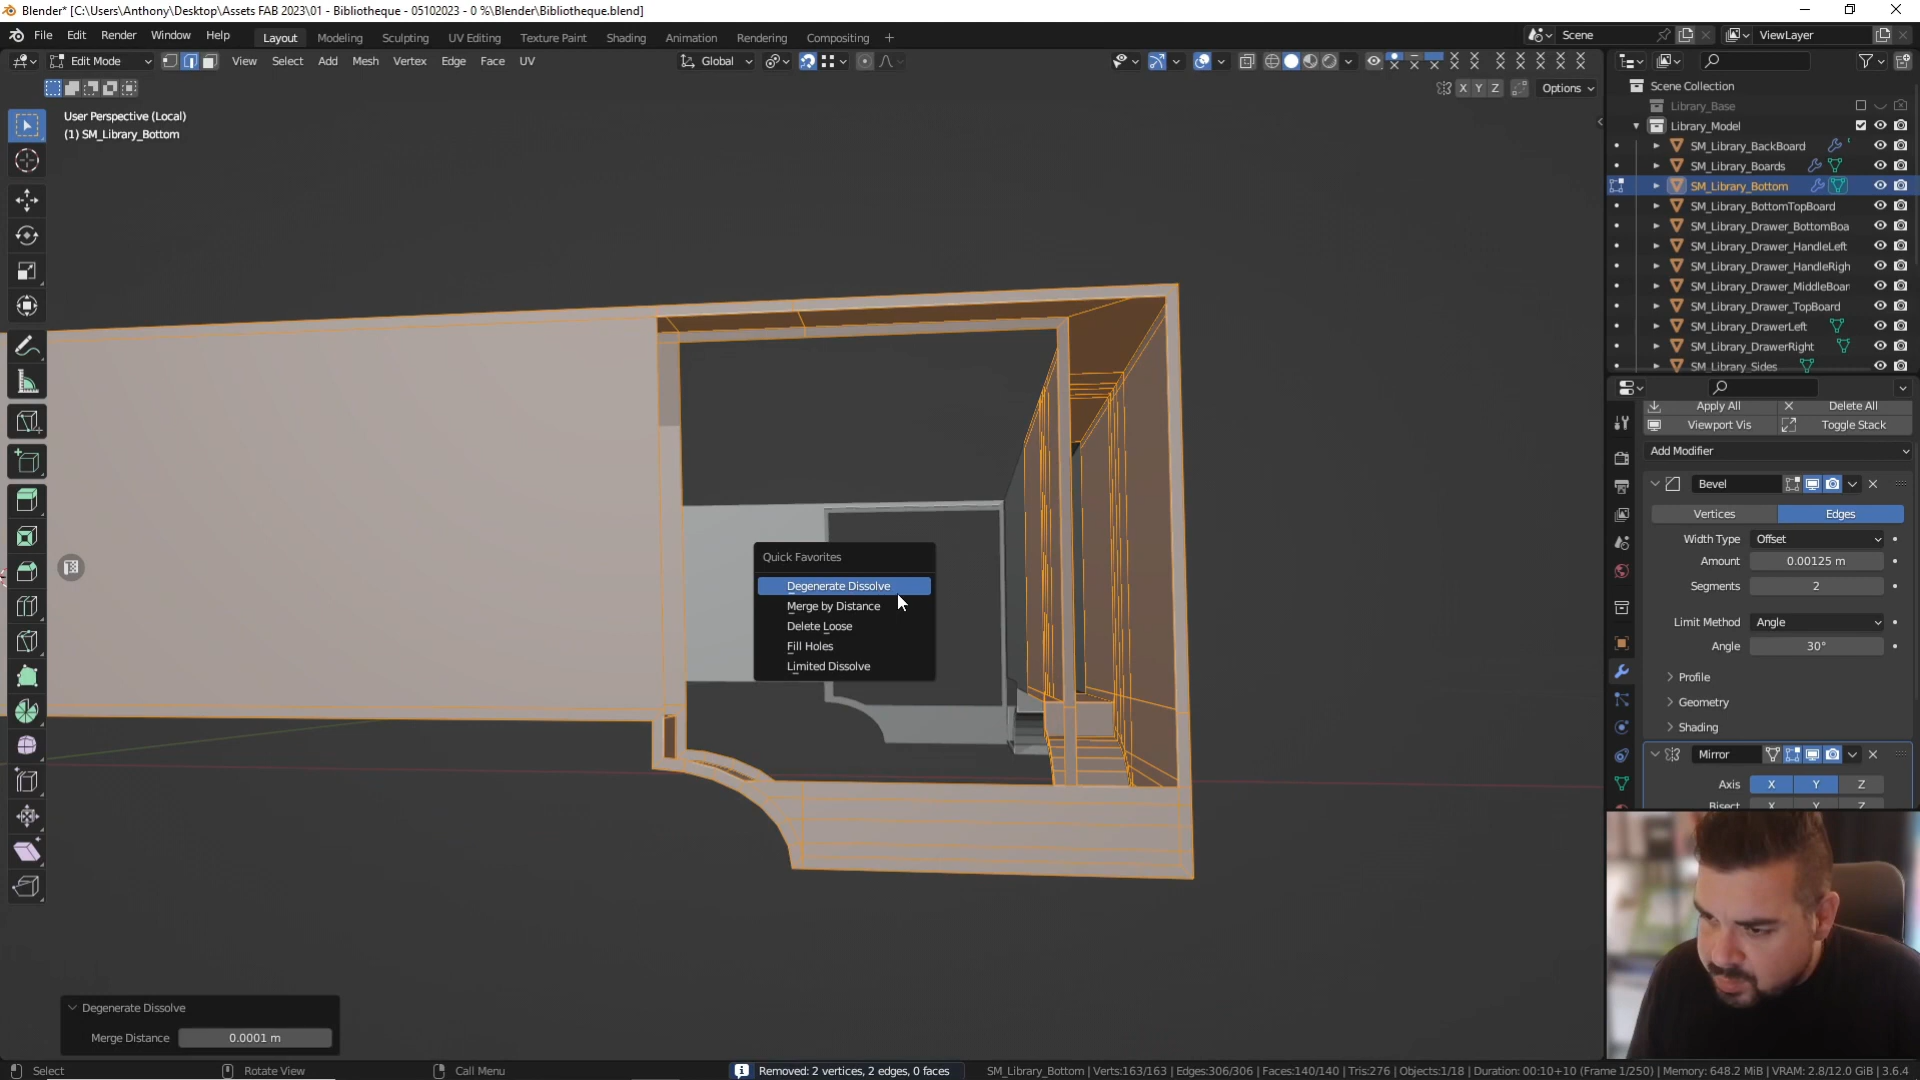 Blender* [C:\Users\Anthony\Desktop\Assets FAB 2023\01 - Bibliotheque - 05102023 - 0 %\Blender\Bibliotheque.blend]
File Edit Render Window Help Layout Modeling Sculpting UV Editing Texture Paint Shading Animation Rendering Compositing + Scene ViewLayer
Edit Mode View Select Add Mesh Vertex Edge Face UV Global
X Y Z Options
User Perspective (Local)
(1) SM_Library_Bottom
Scene Collection
Library_Base
Library_Model
SM_Library_BackBoard
SM_Library_Boards
SM_Library_Bottom
SM_Library_BottomTopBoard
SM_Library_Drawer_BottomBoa
SM_Library_Drawer_HandleLeft
SM_Library_Drawer_HandleRigh
SM_Library_Drawer_MiddleBoar
SM_Library_Drawer_TopBoard
SM_Library_DrawerLeft
SM_Library_DrawerRight
SM_Library_Sides
Apply All Delete All
Viewport Vis Toggle Stack
Add Modifier
Bevel
Vertices Edges
Width Type Offset
Amount 0.00125 m
Segments 2
Limit Method Angle
Angle 30°
Profile
Geometry
Shading
Mirror
Axis X Y Z
Bisect X Y Z
Quick Favorites
Degenerate Dissolve
Merge by Distance
Delete Loose
Fill Holes
Limited Dissolve
Degenerate Dissolve
Merge Distance 0.0001 m
Select Rotate View Call Menu Removed: 2 vertices, 2 edges, 0 faces SM_Library_Bottom | Verts:163/163 | Edges:306/306 | Faces:140/140 | Tris:276 | Objects:1/18 | Duration: 00:10+10 (Frame 1/250) | Memory: 648.2 MiB | VRAM: 2.8/12.0 GiB | 3.6.4